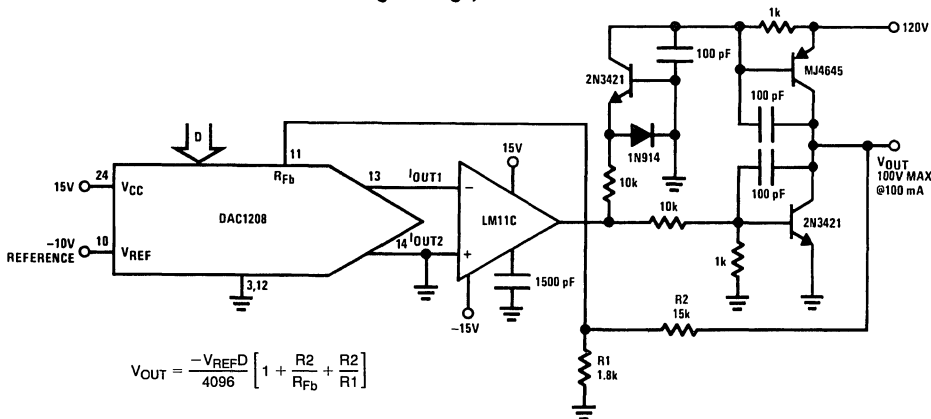 1k
120V
100 pF
2N3421
MJ4645
100 pF
D
11
1N914
15V
VOUT
100V MAX
@100 mA
15V
24
VCC
RFb
13
IOUT1
−
10k
100 pF
DAC1208
LM11C
10k
2N3421
−10V
REFERENCE
10
VREF
14
IOUT2
+
1k
3,12
1500 pF
−15V
R2
15k
R1
1.8k
VOUT = −VREFD/4096 [1 + R2/RFb + R2/R1]